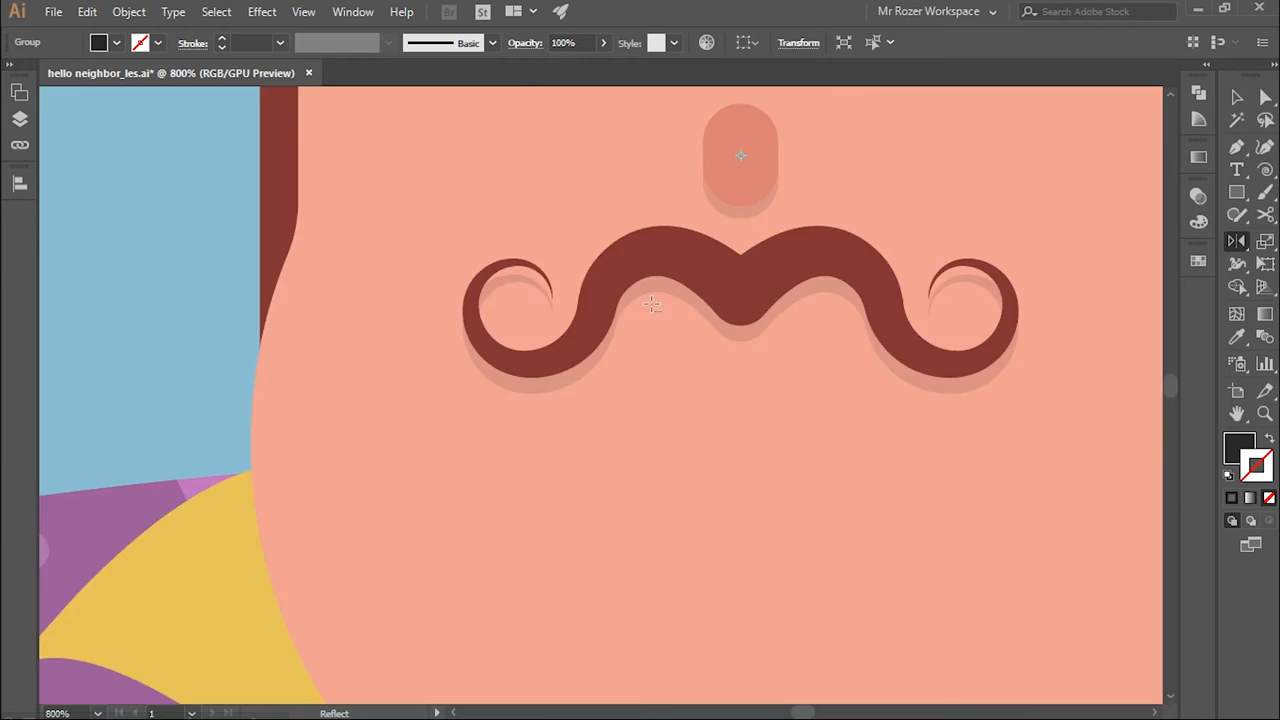 Ai File Edit Object Type Select Effect View Window Help Br St Mr Rozer Workspace Search Adobe Stock
Group Stroke: Basic Opacity: 100% Style: Transform
hello neighbor_les.ai* @ 800% (RGB/GPU Preview) ×
T
800% 1 Reflect